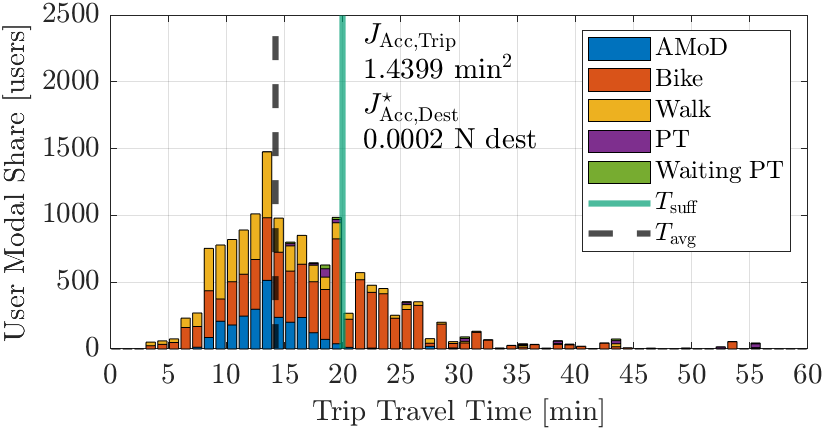 2500
2000
1500
1000
500
0
User Modal Share [users]
J_Acc,Trip
1.4399 min²
J*_Acc,Dest
0.0002 N dest
AMoD
Bike
Walk
PT
Waiting PT
T_suff
T_avg
0 5 10 15 20 25 30 35 40 45 50 55 60
Trip Travel Time [min]